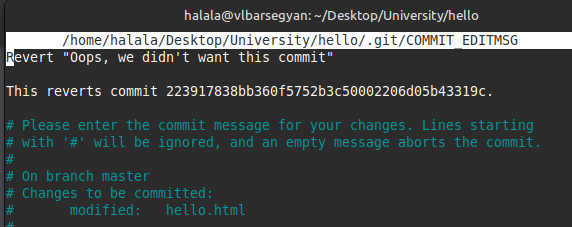 halala@vlbarsegyan: ~/Desktop/University/hello
/home/halala/Desktop/University/hello/.git/COMMIT_EDITMSG
Revert "Oops, we didn't want this commit"
This reverts commit 223917838bb360f5752b3c50002206d05b43319c.
# Please enter the commit message for your changes. Lines starting
# with '#' will be ignored, and an empty message aborts the commit.
#
# On branch master
# Changes to be committed:
#       modified:   hello.html
#